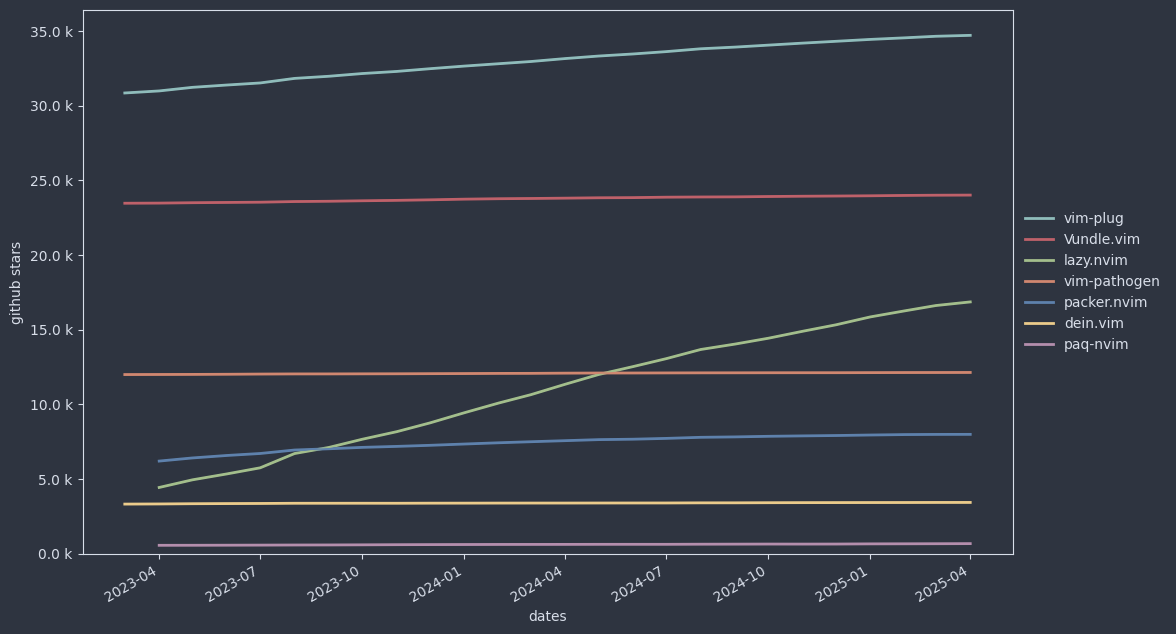 35.0 k
30.0 k
25.0 k
20.0 k
15.0 k
10.0 k
5.0 k
0.0 k
github stars
2023-04
2023-07
2023-10
2024-01
2024-04
2024-07
2024-10
2025-01
2025-04
dates
vim-plug
Vundle.vim
lazy.nvim
vim-pathogen
packer.nvim
dein.vim
paq-nvim